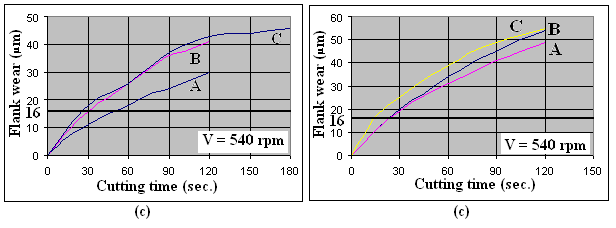 50
40
30
20
16
10
0
Flank wear (µm)
C
B
A
V = 540 rpm
0 30 60 90 120 150 180
Cutting time (sec.)
(c)
60
50
40
30
20
16
10
0
Flank wear (µm)
C
B
A
V = 540 rpm
0 30 60 90 120 150
Cutting time (sec.)
(c)